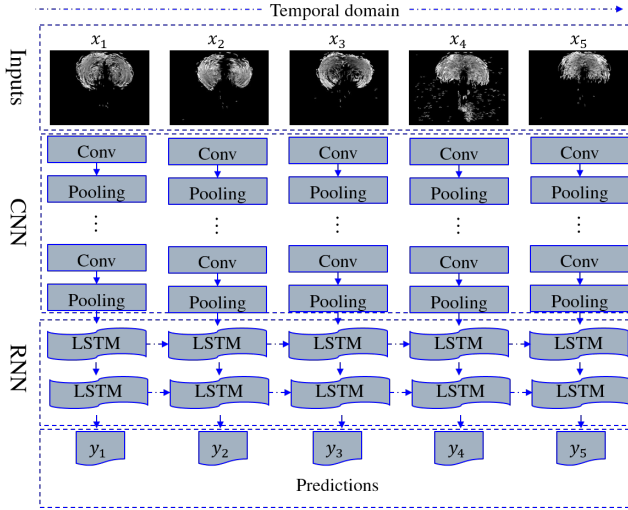 Temporal domain
Inputs
x₁ x₂ x₃ x₄ x₅
CNN
Conv Conv Conv Conv Conv
Pooling Pooling Pooling Pooling Pooling
⋮ ⋮ ⋮ ⋮ ⋮
Conv Conv Conv Conv Conv
Pooling Pooling Pooling Pooling Pooling
RNN
LSTM LSTM LSTM LSTM LSTM
LSTM LSTM LSTM LSTM LSTM
y₁ y₂ y₃ y₄ y₅
Predictions